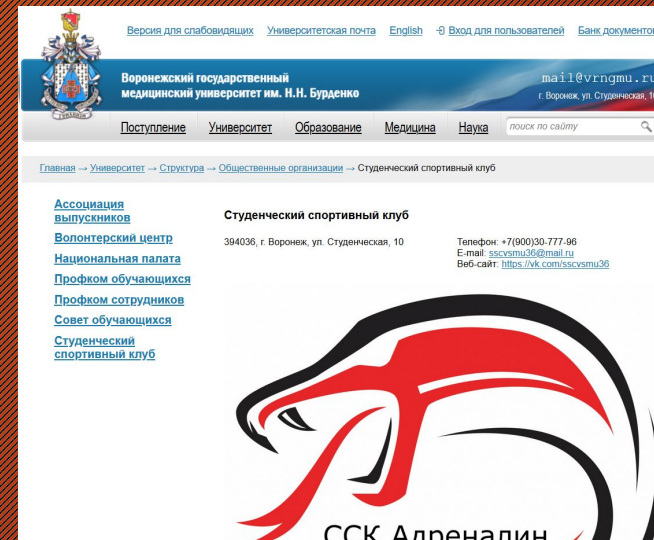 Версия для слабовидящих Университетская почта English Вход для пользователей Банк документов
Воронежский государственный
медицинский университет им. Н.Н. Бурденко
mail@vrngmu.ru
г. Воронеж, ул. Студенческая, 10
Поступление Университет Образование Медицина Наука поиск по сайту
Главная → Университет → Структура → Общественные организации → Студенческий спортивный клуб
Ассоциация
выпускников
Волонтерский центр
Национальная палата
Профком обучающихся
Профком сотрудников
Совет обучающихся
Студенческий
спортивный клуб
Студенческий спортивный клуб
394036, г. Воронеж, ул. Студенческая, 10
Телефон: +7(900)30-777-96
E-mail: sscvsmu36@mail.ru
Веб-сайт: https://vk.com/sscvsmu36
ССК Адреналин